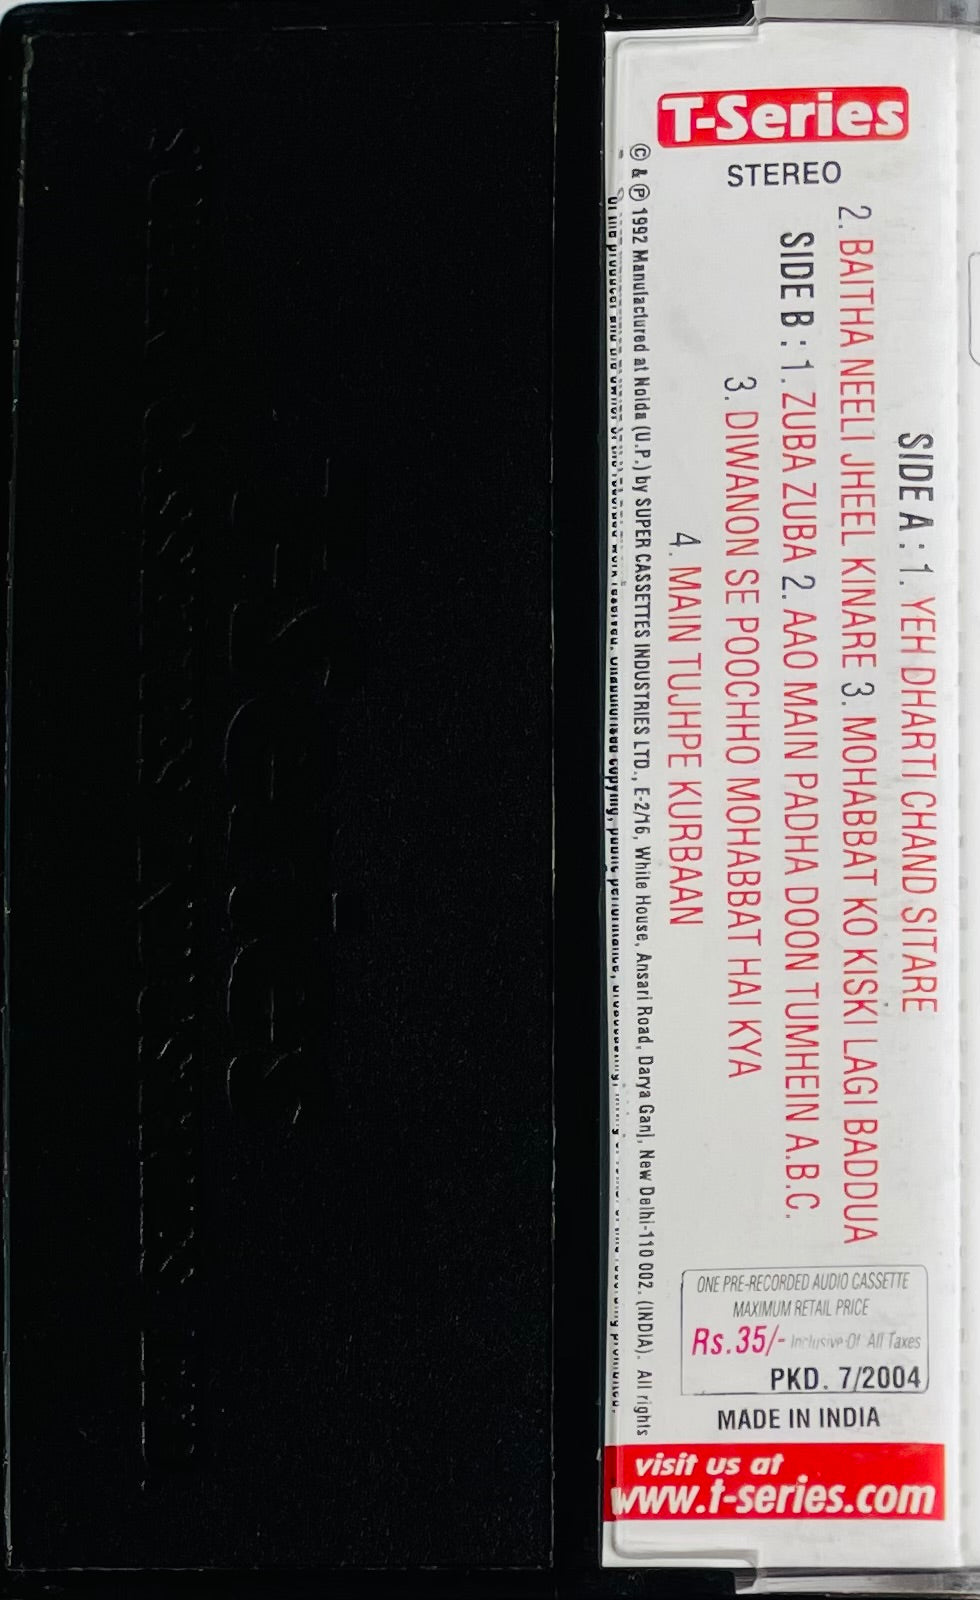 T-Series
STEREO
SIDE A : 1. YEH DHARTI CHAND SITARE
2. BAITHA NEELI JHEEL KINARE 3. MOHABBAT KO KISKI LAGI BADDUA
SIDE B : 1. ZUBA ZUBA 2. AAO MAIN PADHA DOON TUMHEIN A.B.C.
3. DIWANON SE POOCHHO MOHABBAT HAI KYA
4. MAIN TUJHPE KURBAAN
© & ℗ 1992 Manufactured at Noida (U.P.) by SUPER CASSETTES INDUSTRIES LTD., E-2/16, White House, Ansari Road, Darya Ganj, New Delhi-110 002. (INDIA). All rights
ONE PRE-RECORDED AUDIO CASSETTE
MAXIMUM RETAIL PRICE
Rs.35/- Inclusive Of All Taxes
PKD. 7/2004
MADE IN INDIA
visit us at
www.t-series.com